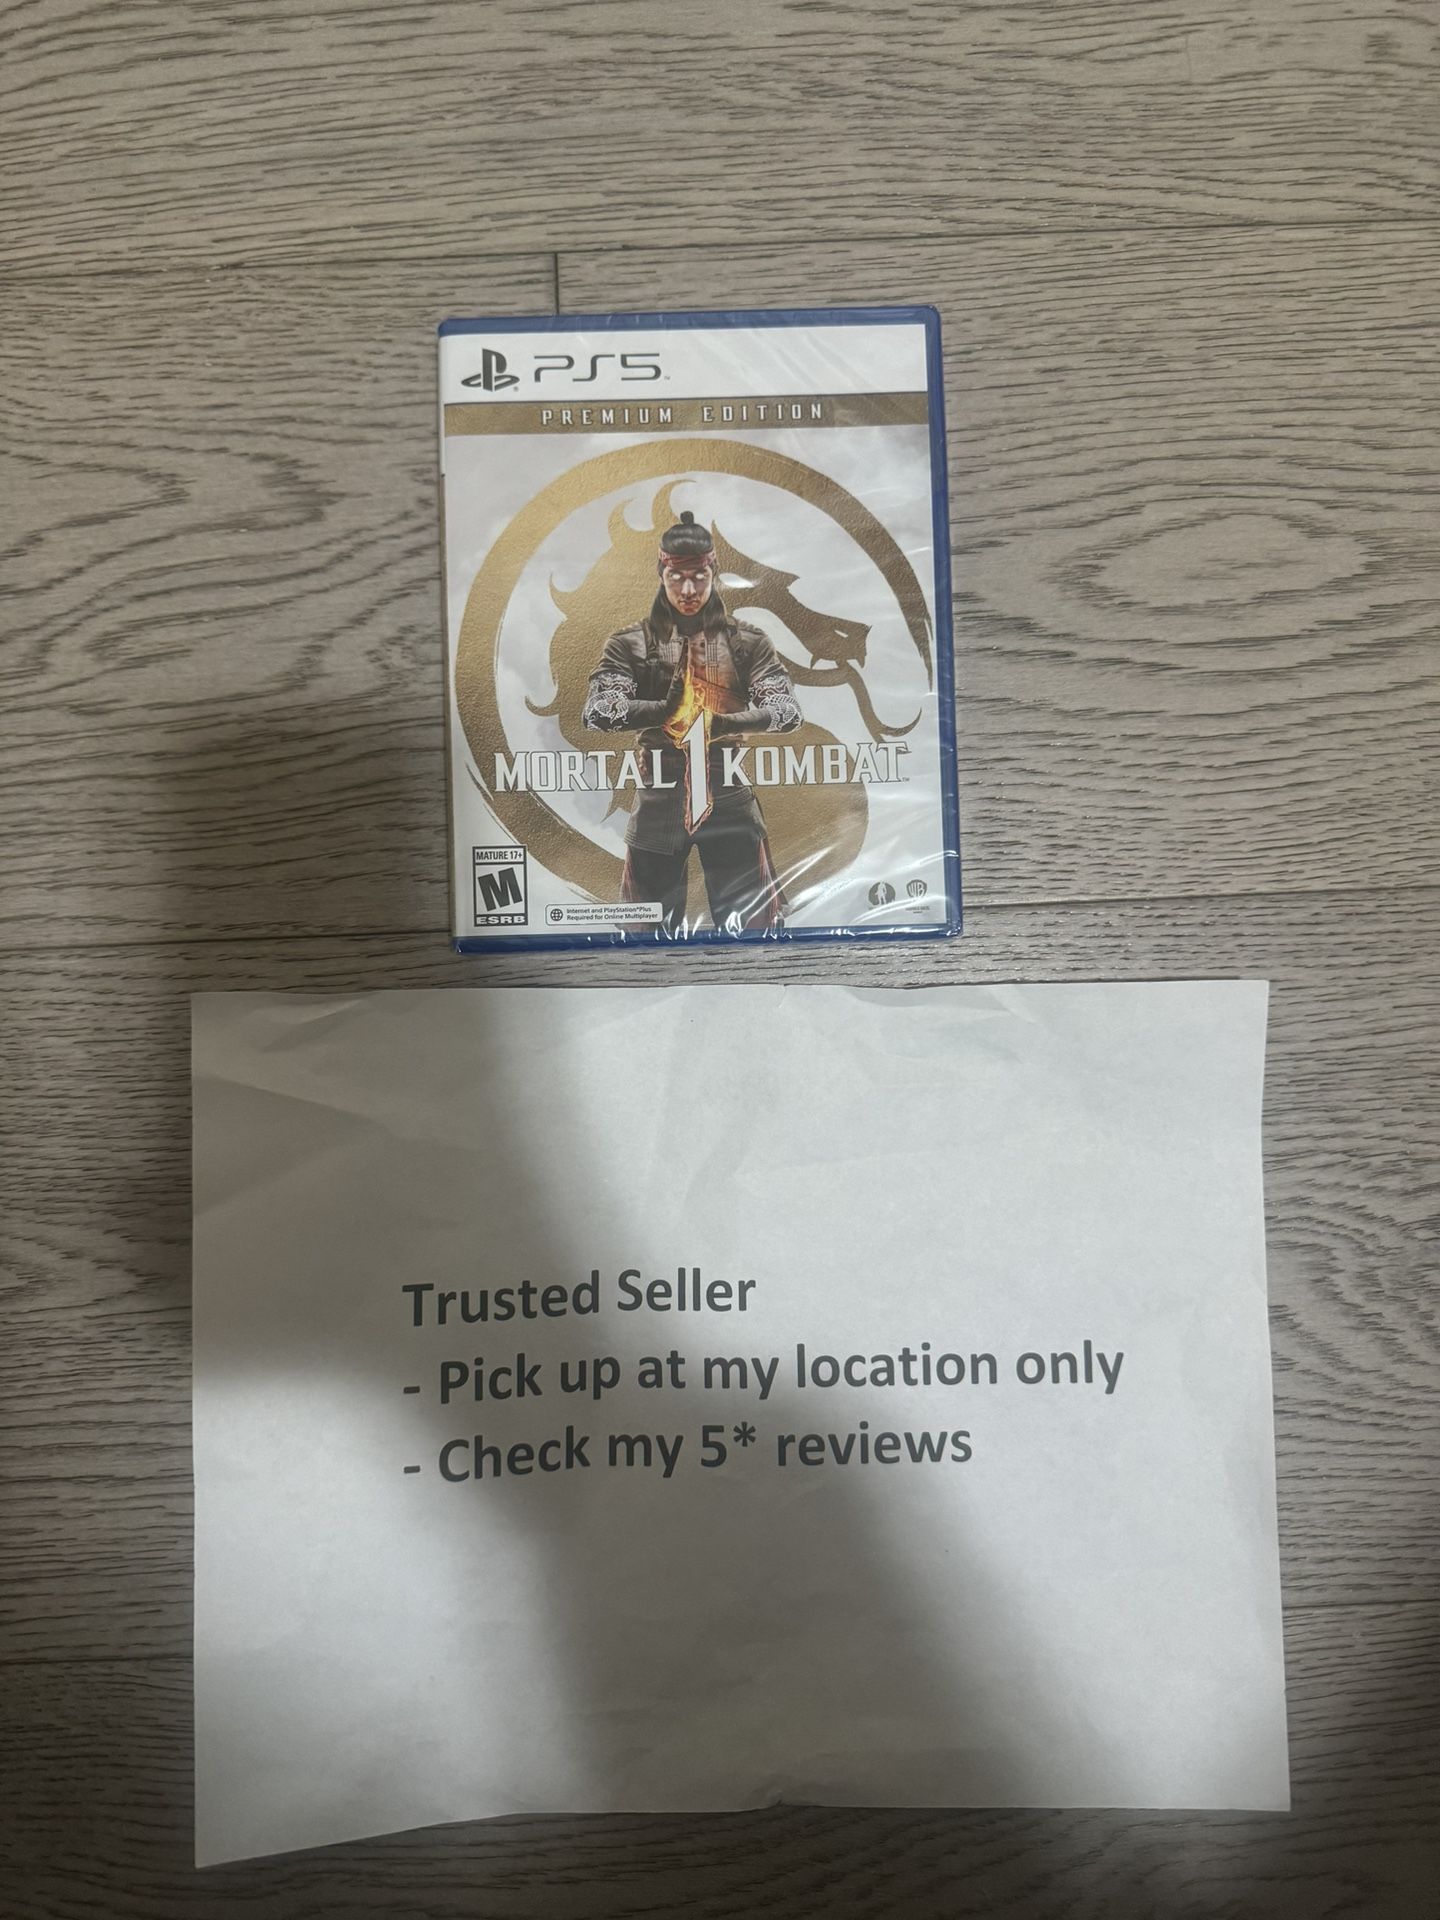 PS5
PREMIUM EDITION
MORTAL KOMBAT 1
MATURE 17+
M
ESRB
Internet and PlayStation®Plus
Required for Online Multiplayer
WB
Trusted Seller
- Pick up at my location only
- Check my 5* reviews